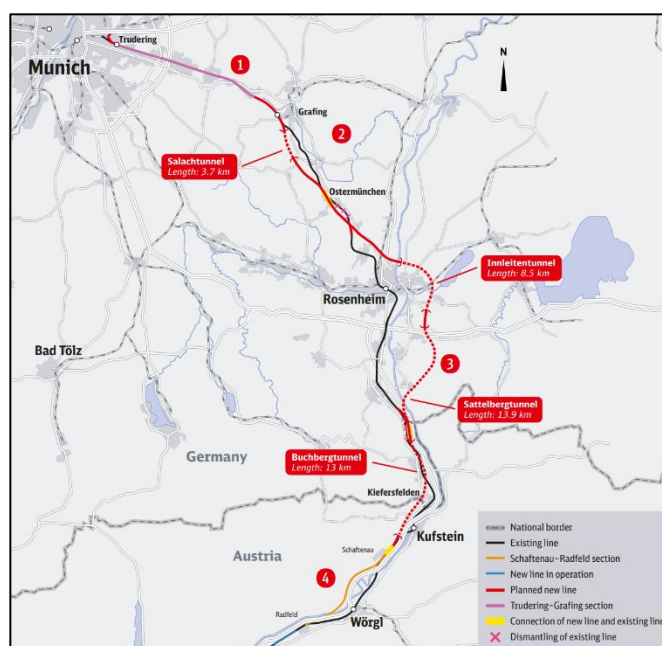 Trudering
Munich
1
N
Grafing
2
Salachtunnel
Length: 3.7 km
Ostermünchen
Innleitentunnel
Length: 8.5 km
Rosenheim
Bad Tölz
3
Sattelbergtunnel
Length: 13.9 km
Germany
Buchbergtunnel
Length: 13 km
Kiefersfelden
Kufstein
Austria
Schaftenau
4
Radfeld
Wörgl
National border
Existing line
Schaftenau–Radfeld section
New line in operation
Planned new line
Trudering–Grafing section
Connection of new line and existing line
Dismantling of existing line